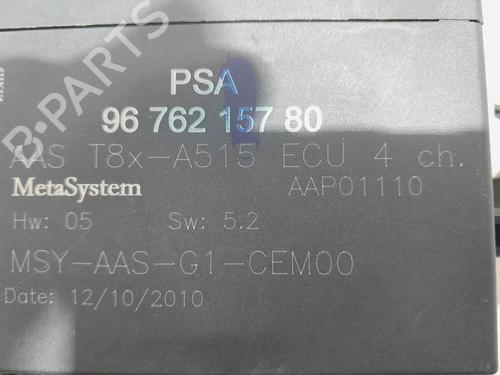 PSA
96 762 157 80
AAS T8x-A515 ECU 4 ch.
MetaSystem AAP01110
Hw: 05 Sw: 5.2
MSY-AAS-G1-CEM00
Date: 12/10/2010
B-PARTS